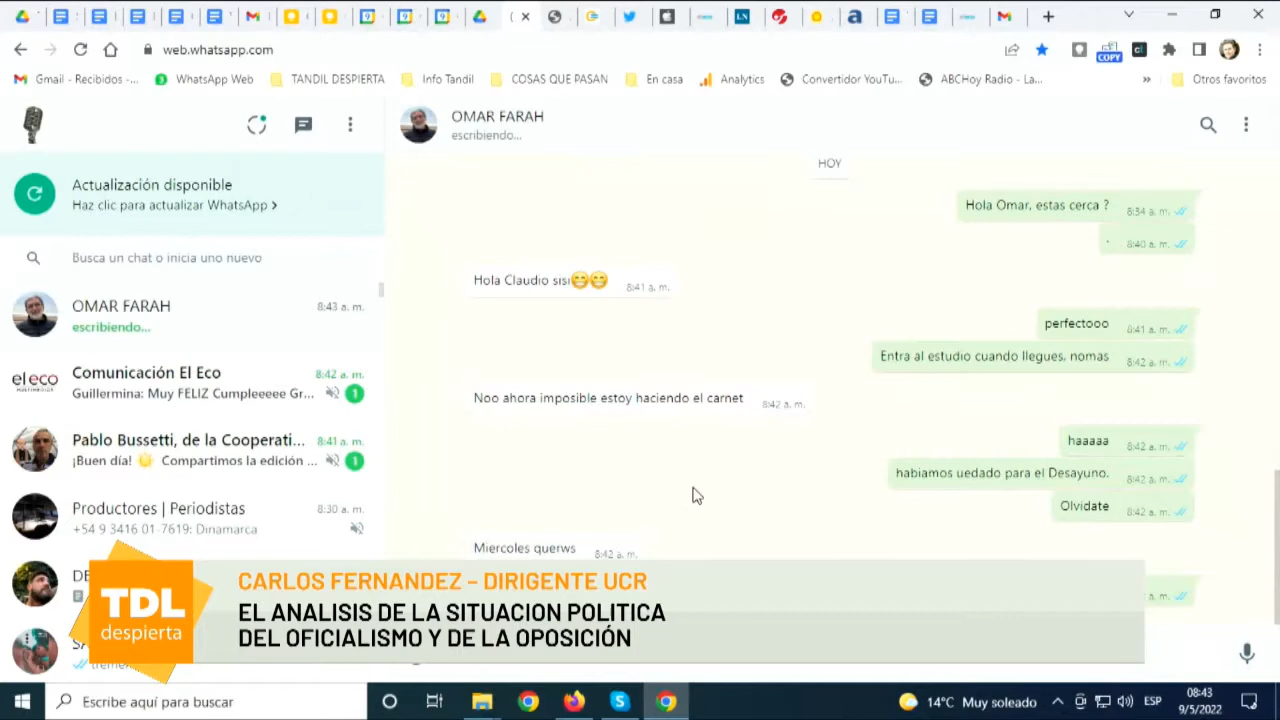 web.whatsapp.com
COPY
Gmail - Recibidos -...
WhatsApp Web
TANDIL DESPIERTA
Info Tandil
COSAS QUE PASAN
En casa
Analytics
Convertidor YouTu...
ABCHoy Radio - La...
Otros favoritos
OMAR FARAH
escribiendo...
Actualización disponible
Haz clic para actualizar WhatsApp
Busca un chat o inicia uno nuevo
OMAR FARAH
8:43 a. m.
escribiendo...
el eco
Comunicación El Eco
8:42 a. m.
Guillermina: Muy FELIZ Cumpleeeee Gr...
1
Pablo Bussetti, de la Cooperati...
8:41 a. m.
¡Buen día! Compartimos la edición ...
1
Productores | Periodistas
8:30 a. m.
+54 9 3416 01-7619: Dinamarca
HOY
Hola Omar, estas cerca ?
8:34 a. m.
.
8:40 a. m.
Hola Claudio sisi😁😁
8:41 a. m.
perfectooo
8:41 a. m.
Entra al estudio cuando llegues, nomas
8:42 a. m.
Noo ahora imposible estoy haciendo el carnet
8:42 a. m.
haaaaa
8:42 a. m.
habiamos uedado para el Desayuno.
8:42 a. m.
Olvidate
8:42 a. m.
Miercoles querws
8:42 a. m.
a. m.
TDL
despierta
CARLOS FERNANDEZ – DIRIGENTE UCR
EL ANALISIS DE LA SITUACION POLITICA
DEL OFICIALISMO Y DE LA OPOSICIÓN
Escribe aquí para buscar
14°C Muy soleado
ESP
08:43
9/5/2022